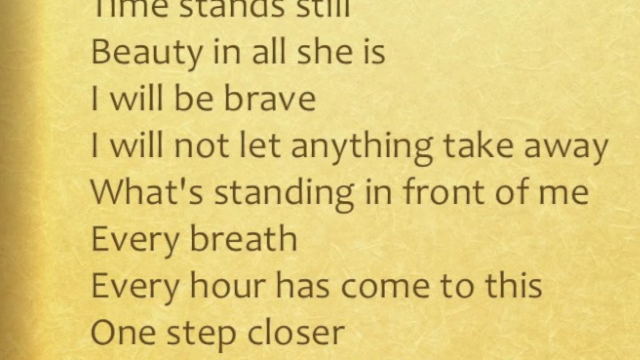 Time stands still
Beauty in all she is
I will be brave
I will not let anything take away
What's standing in front of me
Every breath
Every hour has come to this
One step closer